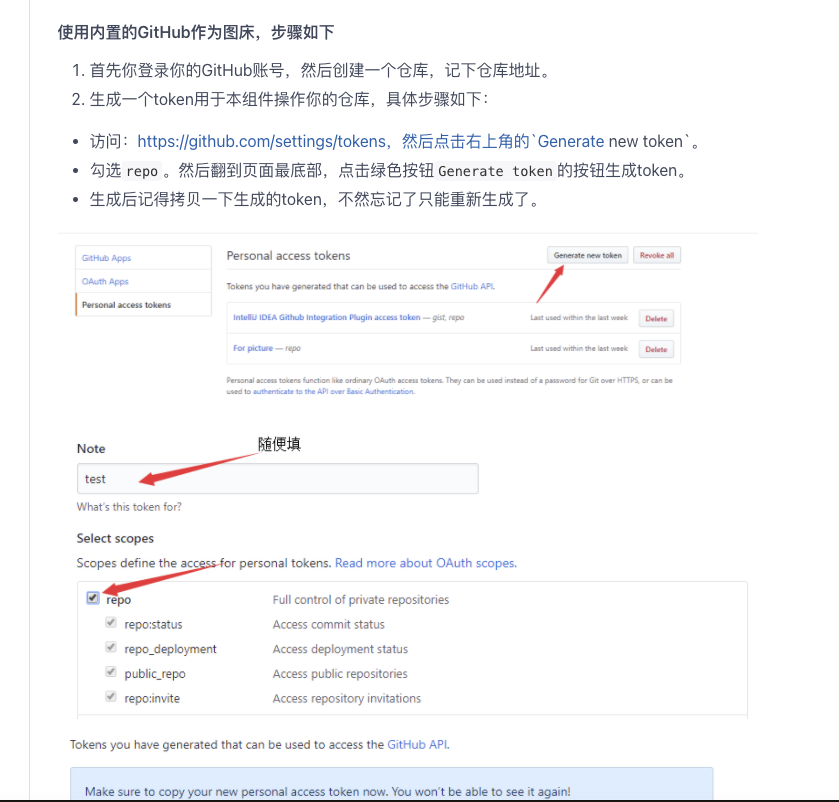 使用内置的GitHub作为图床，步骤如下
1. 首先你登录你的GitHub账号，然后创建一个仓库，记下仓库地址。
2. 生成一个token用于本组件操作你的仓库，具体步骤如下：
• 访问：https://github.com/settings/tokens，然后点击右上角的`Generate new token`。
• 勾选 repo 。然后翻到页面最底部，点击绿色按钮 Generate token 的按钮生成token。
• 生成后记得拷贝一下生成的token，不然忘记了只能重新生成了。
GitHub Apps
OAuth Apps
Personal access tokens
Personal access tokens
Generate new token
Revoke all
Tokens you have generated that can be used to access the GitHub API.
IntelliJ IDEA Github Integration Plugin access token — gist, repo
Last used within the last week
Delete
For picture — repo
Last used within the last week
Delete
Personal access tokens function like ordinary OAuth access tokens. They can be used instead of a password for Git over HTTPS, or can be
used to authenticate to the API over Basic Authentication.
随便填
Note
test
What's this token for?
Select scopes
Scopes define the access for personal tokens. Read more about OAuth scopes.
repo Full control of private repositories
repo:status Access commit status
repo_deployment Access deployment status
public_repo Access public repositories
repo:invite Access repository invitations
Tokens you have generated that can be used to access the GitHub API.
Make sure to copy your new personal access token now. You won't be able to see it again!